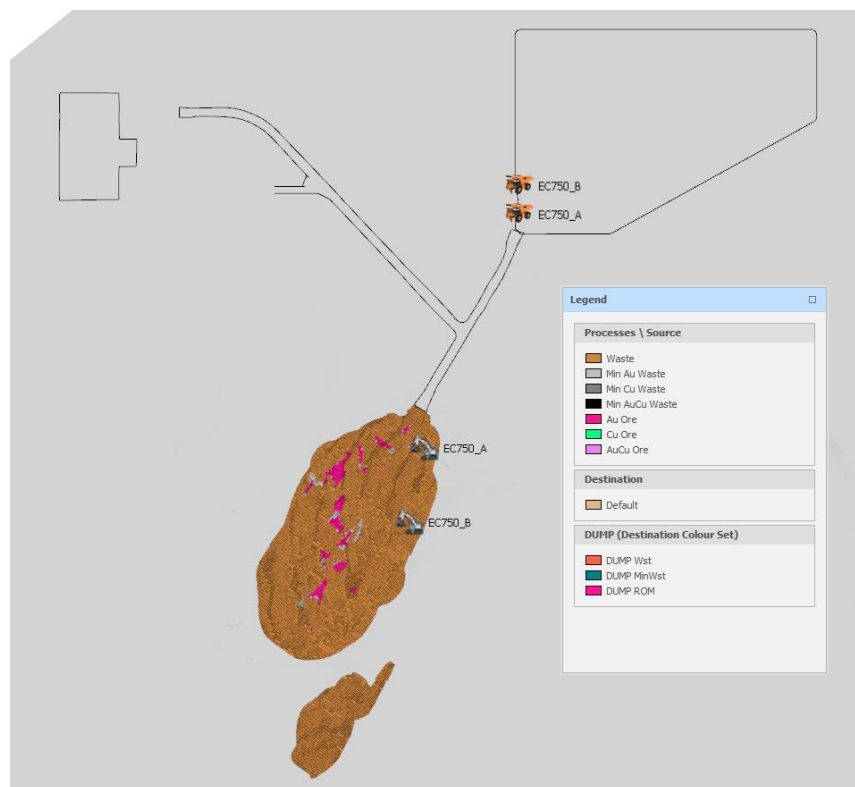 EC750_B
EC750_A
Legend
Processes \ Source
Waste
Min Au Waste
Min Cu Waste
Min AuCu Waste
Au Ore
Cu Ore
AuCu Ore
EC750_A
Destination
Default
EC750_B
DUMP (Destination Colour Set)
DUMP Wst
DUMP MinWst
DUMP ROM